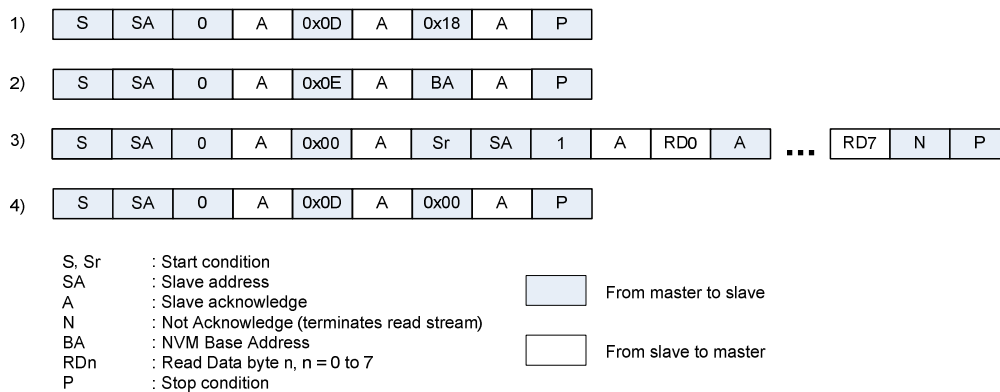 1) S SA 0 A 0x0D A 0x18 A P
2) S SA 0 A 0x0E A BA A P
3) S SA 0 A 0x00 A Sr SA 1 A RD0 A ... RD7 N P
4) S SA 0 A 0x0D A 0x00 A P
S, Sr : Start condition
SA : Slave address
A : Slave acknowledge
N : Not Acknowledge (terminates read stream)
BA : NVM Base Address
RDn : Read Data byte n, n = 0 to 7
P : Stop condition
From master to slave
From slave to master